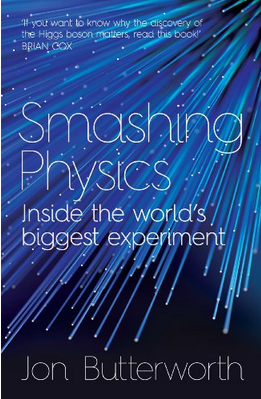 'If you want to know why the discovery of
the Higgs boson matters, read this book!'
BRIAN COX
Smashing
Physics
Inside the world's
biggest experiment
Jon Butterworth